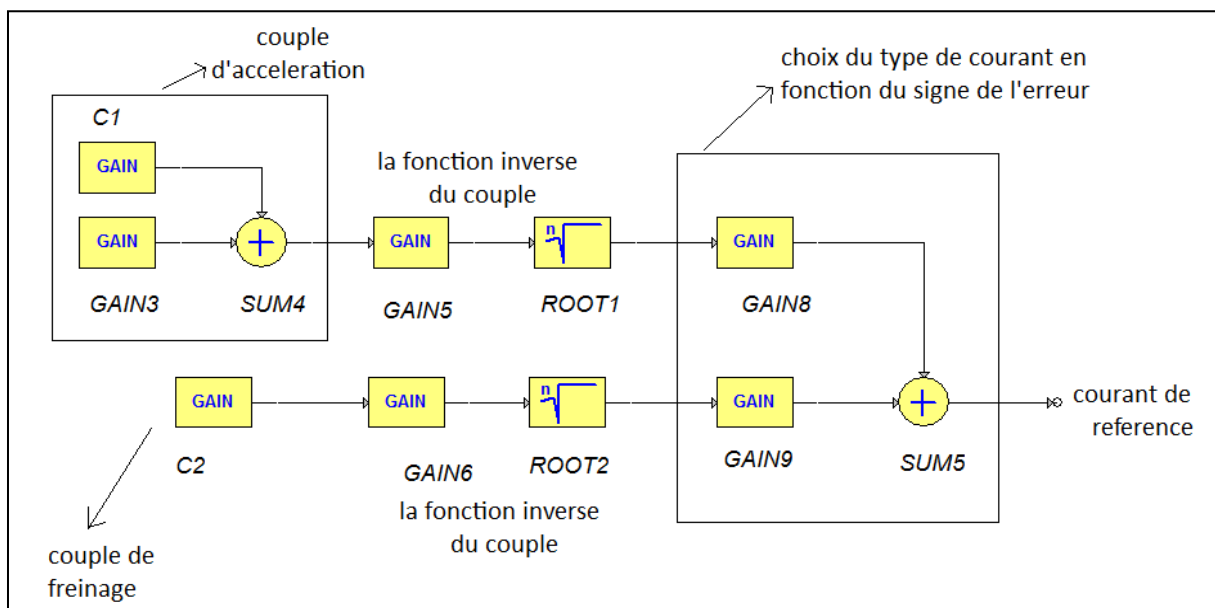 couple
d'acceleration
choix du type de courant en
fonction du signe de l'erreur
C1
GAIN
la fonction inverse
du couple
GAIN
+
GAIN
n
GAIN
GAIN3
SUM4
GAIN5
ROOT1
GAIN8
GAIN
GAIN
n
GAIN
+
courant de
reference
C2
GAIN6
ROOT2
GAIN9
SUM5
la fonction inverse
du couple
couple de
freinage